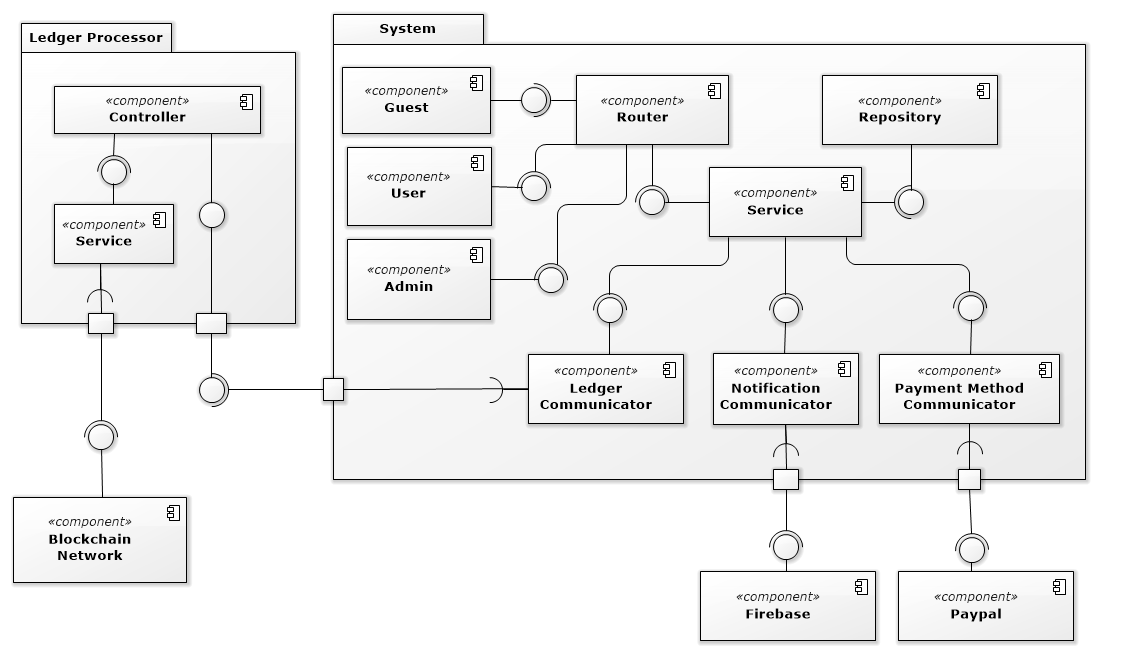 Ledger Processor
«component»
Controller
«component»
Service
System
«component»
Guest
«component»
User
«component»
Admin
«component»
Router
«component»
Repository
«component»
Service
«component»
Ledger
Communicator
«component»
Notification
Communicator
«component»
Payment Method
Communicator
«component»
Blockchain
Network
«component»
Firebase
«component»
Paypal